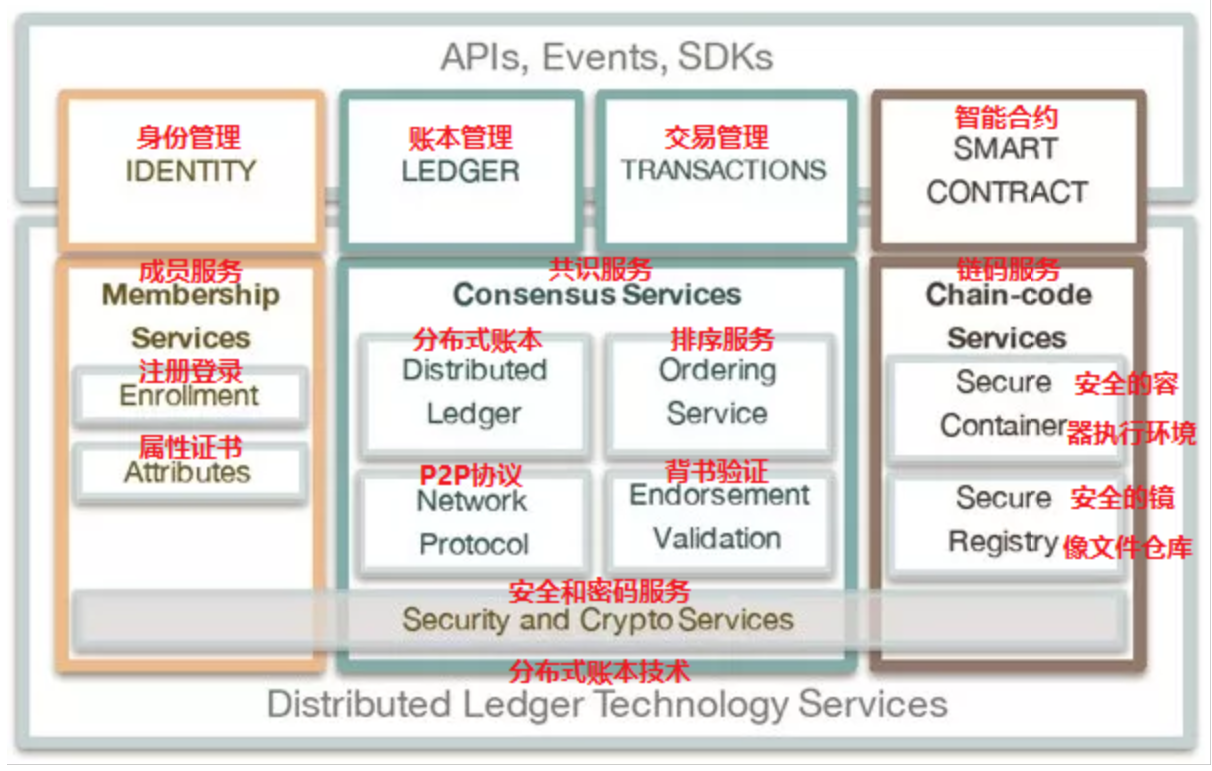 APIs, Events, SDKs
身份管理
IDENTITY
账本管理
LEDGER
交易管理
TRANSACTIONS
智能合约
SMART
CONTRACT
成员服务
Membership
Services
注册登录
Enrollment
属性证书
Attributes
共识服务
Consensus Services
分布式账本
Distributed
Ledger
排序服务
Ordering
Service
P2P协议
Network
Protocol
背书验证
Endorsement
Validation
链码服务
Chain-code
Services
Secure 安全的容
Container 器执行环境
Secure 安全的镜
Registry 像文件仓库
安全和密码服务
Security and Crypto Services
分布式账本技术
Distributed Ledger Technology Services